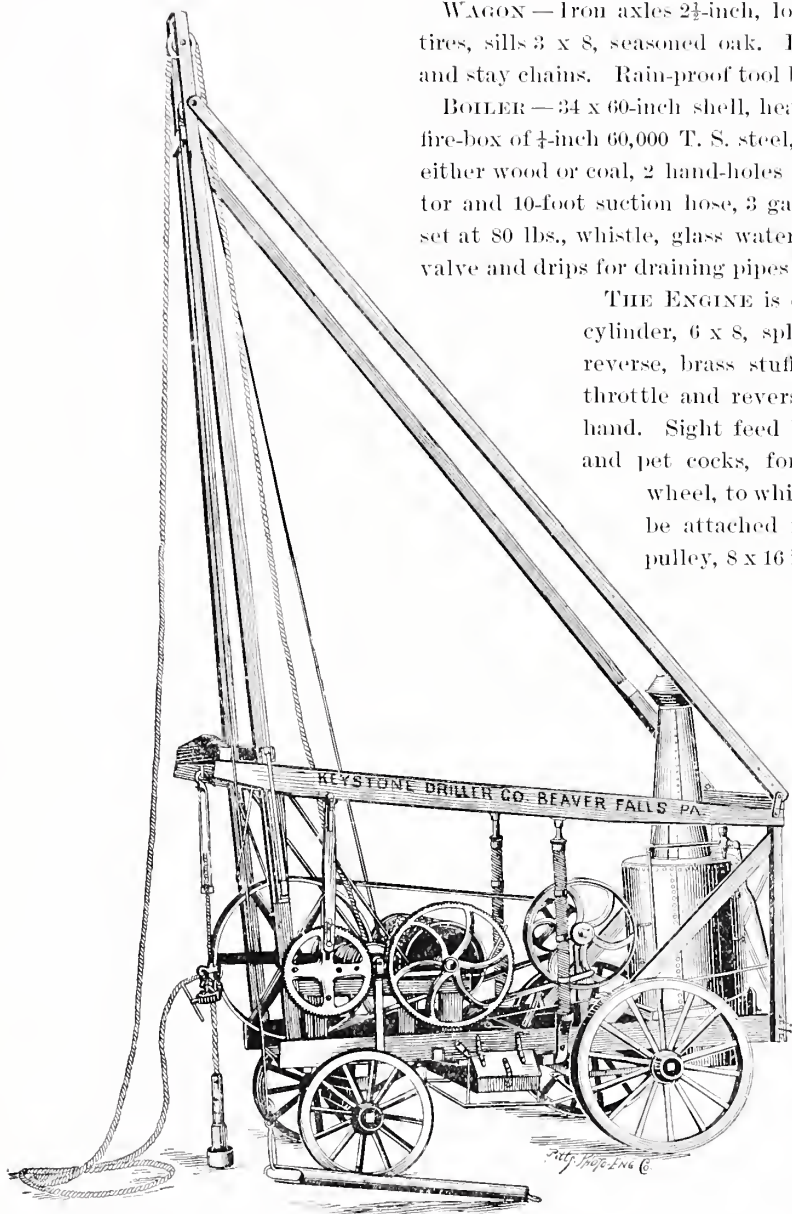 WAGON — Iron axles 2½-inch, lo
tires, sills 3 x 8, seasoned oak.
and stay chains. Rain-proof tool b
BOILER — 34 x 60-inch shell, hea
fire-box of ¼-inch 60,000 T. S. steel,
either wood or coal, 2 hand-holes
tor and 10-foot suction hose, 3 ga
set at 80 lbs., whistle, glass water
valve and drips for draining pipes
THE ENGINE is
cylinder, 6 x 8, spl
reverse, brass stuff
throttle and revers
hand. Sight feed
and pet cocks, for
wheel, to whi
be attached
pulley, 8 x 16
KEYSTONE DRILLER CO. BEAVER FALLS PA.
Pitts. Photo-Eng Co.